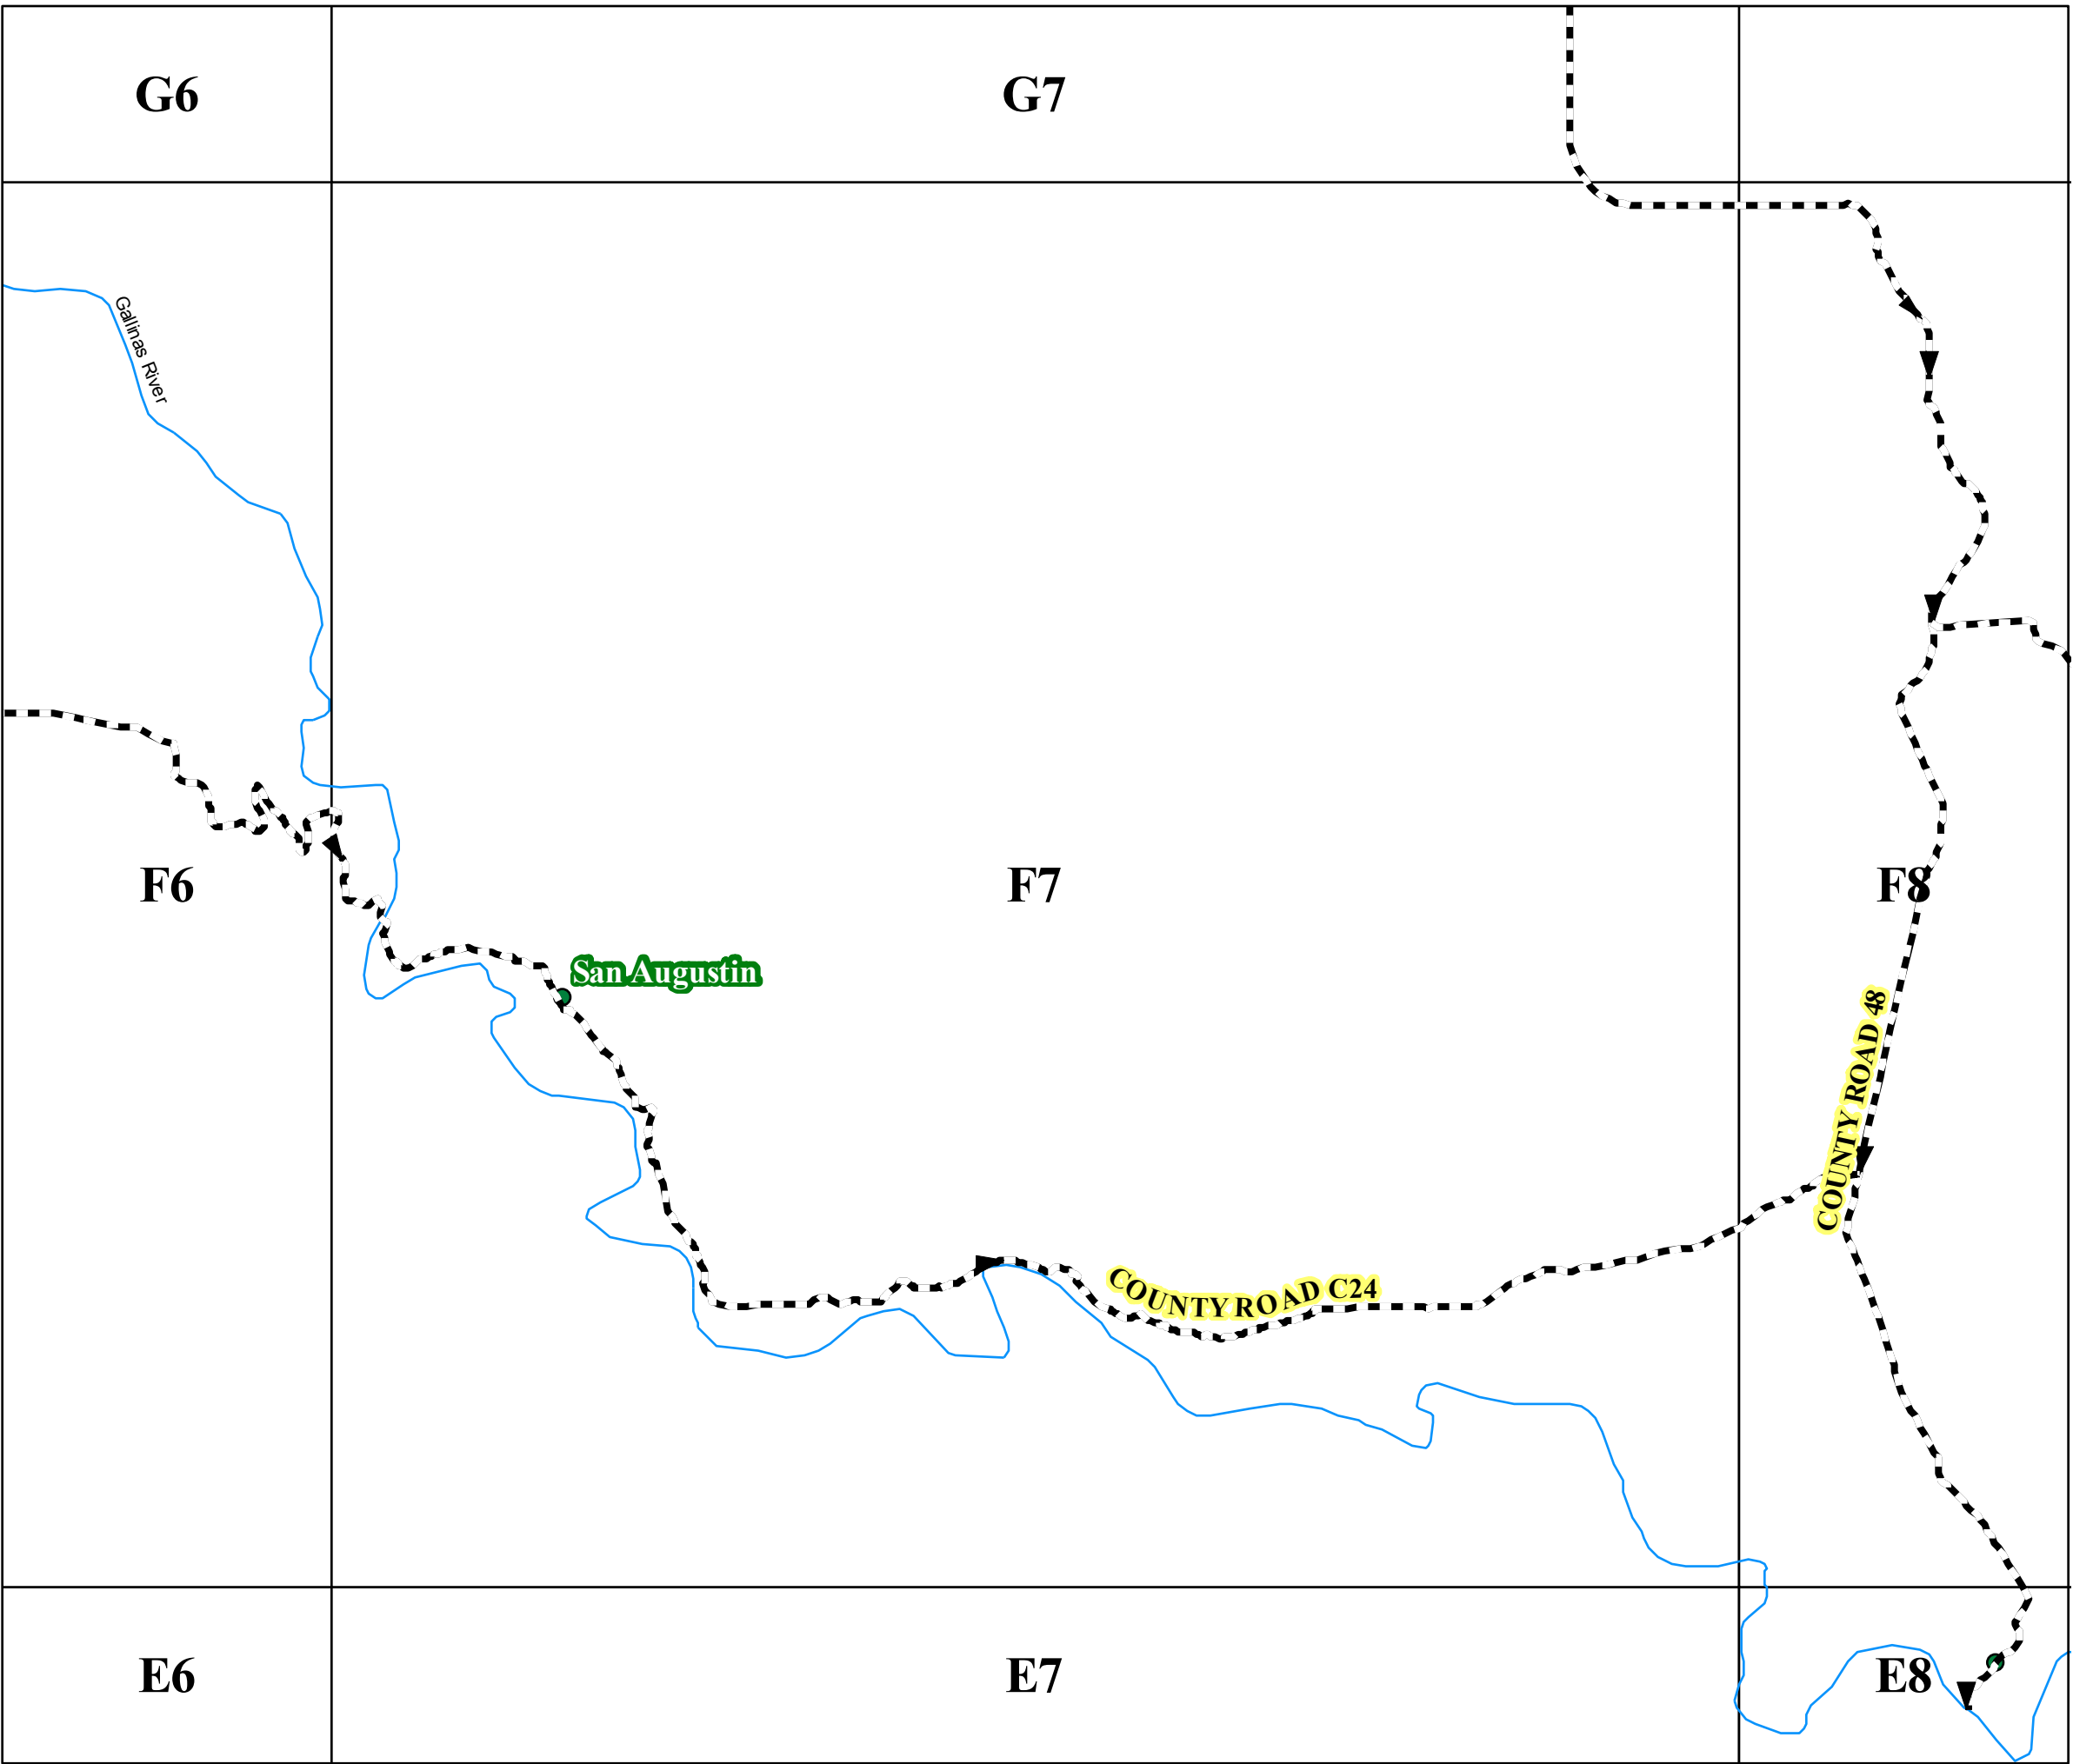 G6
G7
Gallinas River
F6
F7
F8
San Augustin
COUNTY ROAD 48
COUNTY ROAD C24
E6
E7
E8